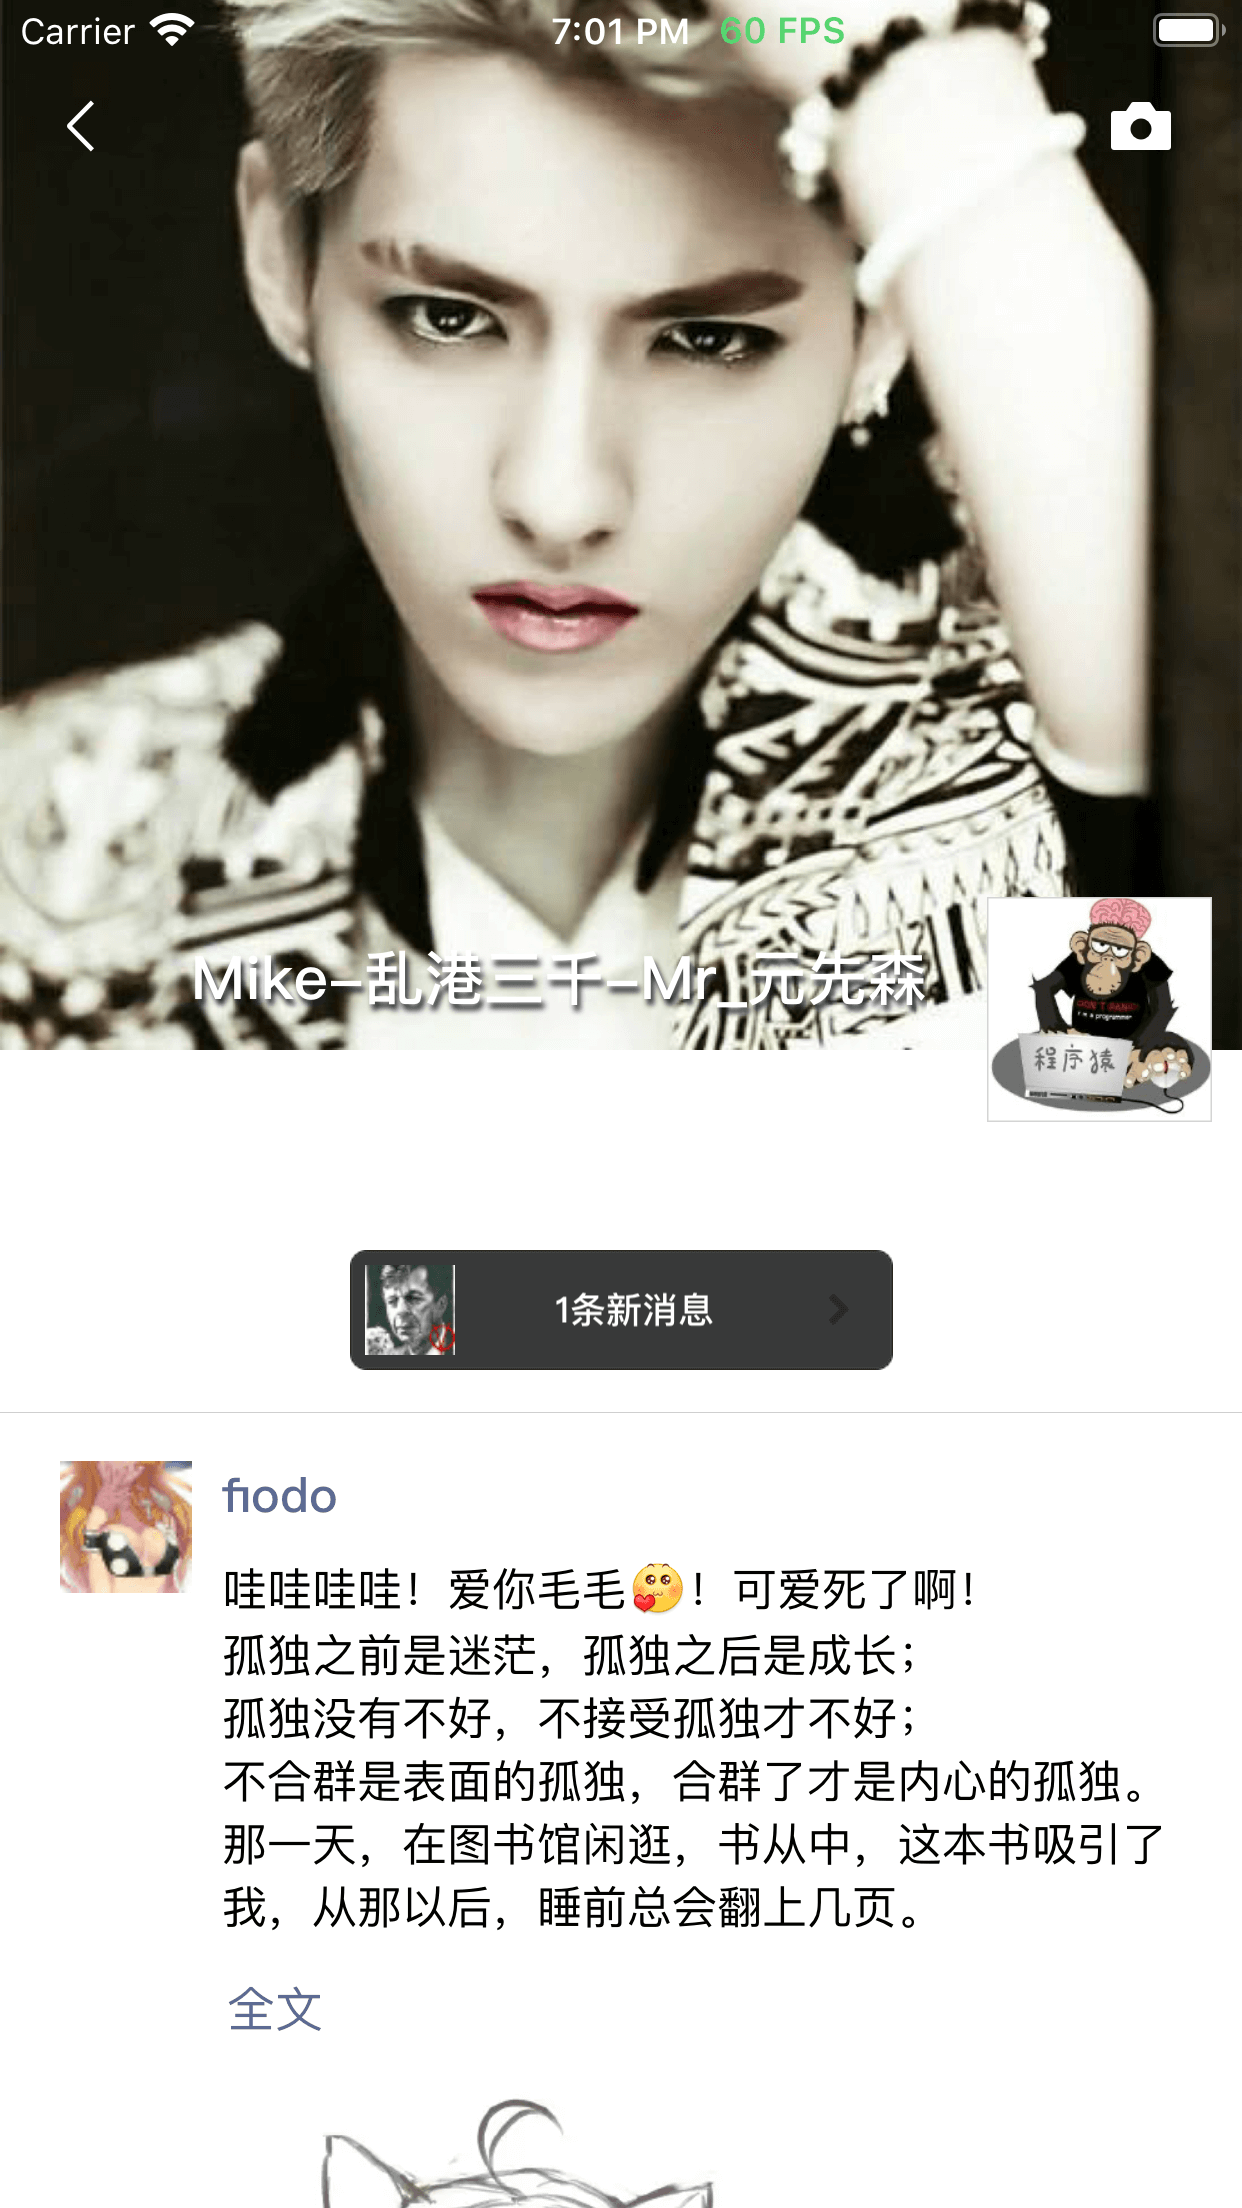 Carrier 7:01 PM 60 FPS
Mike-乱港三千-Mr_元先森
DON'T PANIC
I'm a programmer
程序猿
1条新消息
fiodo
哇哇哇哇！爱你毛毛🥰！可爱死了啊！
孤独之前是迷茫，孤独之后是成长；
孤独没有不好，不接受孤独才不好；
不合群是表面的孤独，合群了才是内心的孤独。
那一天，在图书馆闲逛，书从中，这本书吸引了
我，从那以后，睡前总会翻上几页。
全文